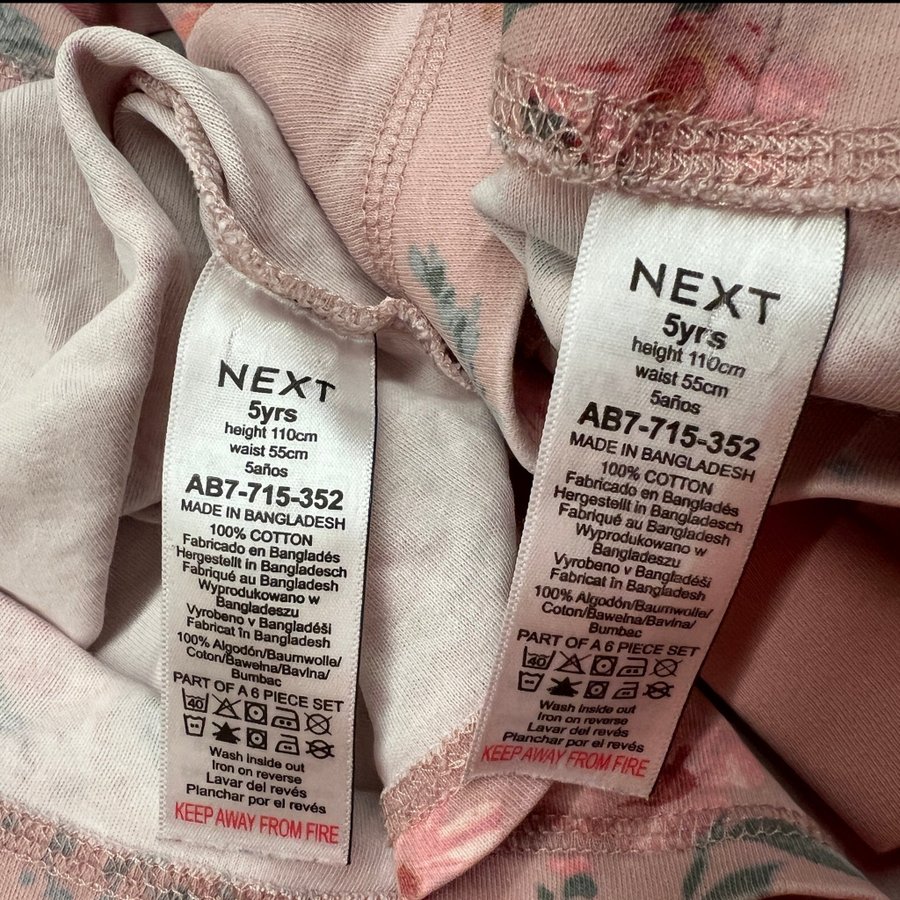 NEXT
5yrs
height 110cm
waist 55cm
5años
AB7-715-352
MADE IN BANGLADESH
100% COTTON
Fabricado en Bangladés
Hergestellt in Bangladesch
Fabriqué au Bangladesh
Wyprodukowano w
Bangladeszu
Vyrobeno v Bangladéši
Fabricat în Bangladesh
100% Algodón/Baumwolle/
Coton/Bawełna/Bavlna/
Bumbac
PART OF A 6 PIECE SET
40
Wash inside out
Iron on reverse
Lavar del revés
Planchar por el revés
KEEP AWAY FROM FIRE
NEXT
5yrs
height 110cm
waist 55cm
5años
AB7-715-352
MADE IN BANGLADESH
100% COTTON
Fabricado en Bangladés
Hergestellt in Bangladesch
Fabriqué au Bangladesh
Wyprodukowano w
Bangladeszu
Vyrobeno v Bangladéši
Fabricat în Bangladesh
100% Algodón/Baumwolle/
Coton/Bawełna/Bavlna/
Bumbac
PART OF A 6 PIECE SET
40
Wash inside out
Iron on reverse
Lavar del revés
Planchar por el revés
KEEP AWAY FROM FIRE